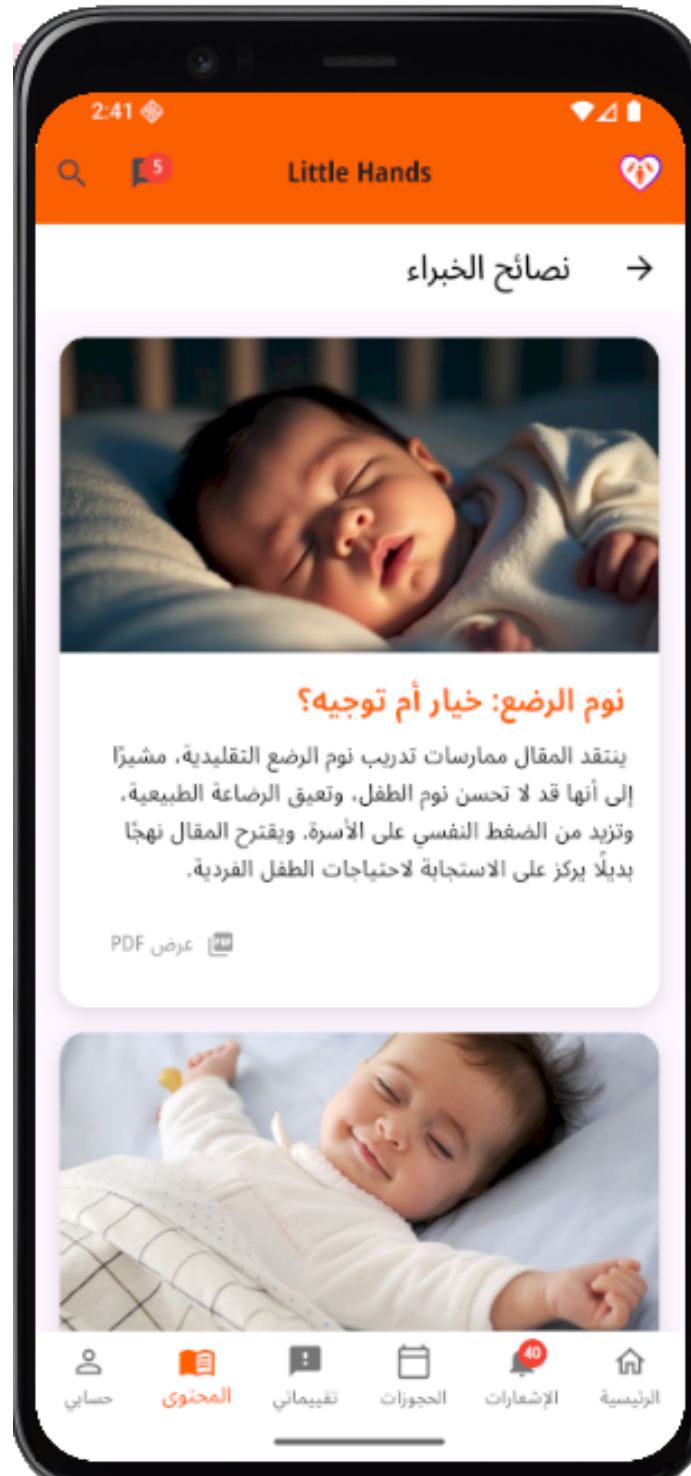 2:41
5
Little Hands
نصائح الخبراء
نوم الرضع: خيار أم توجيه؟
ينتقد المقال ممارسات تدريب نوم الرضع التقليدية، مشيرًا
إلى أنها قد لا تحسن نوم الطفل، وتعيق الرضاعة الطبيعية،
وتزيد من الضغط النفسي على الأسرة. ويقترح المقال نهجًا
بديلًا يركز على الاستجابة لاحتياجات الطفل الفردية.
عرض PDF
40
الرئيسية
الإشعارات
الحجوزات
تقييماتي
المحتوى
حسابي